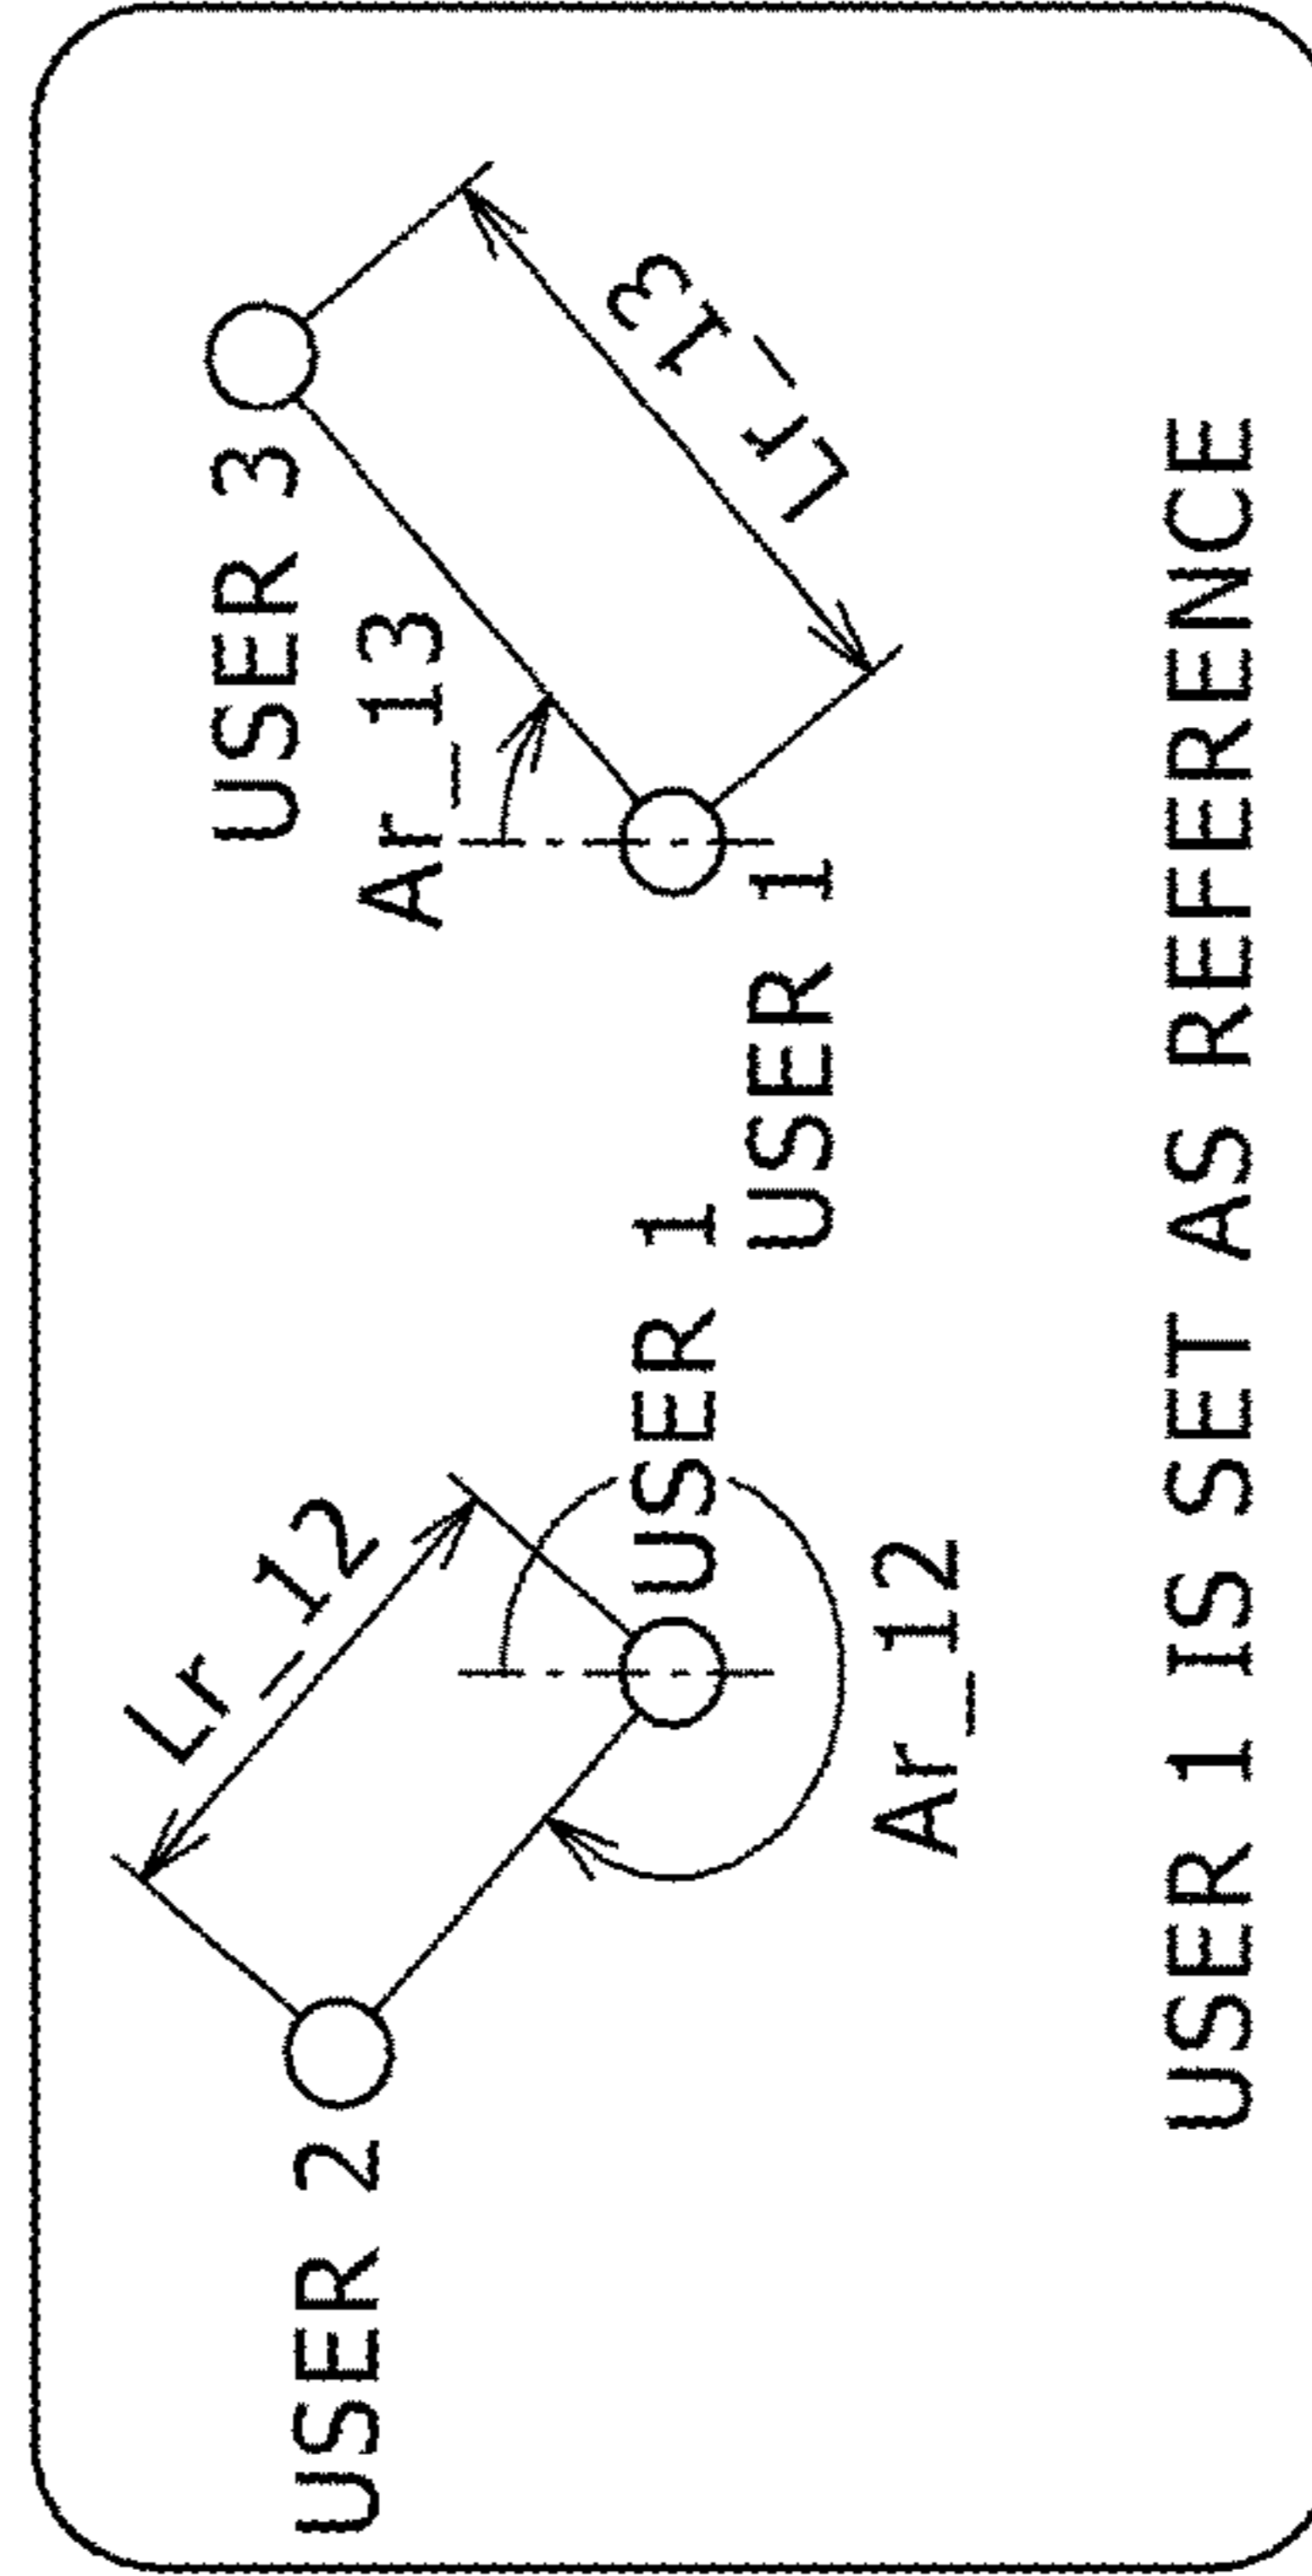 Lr_12
USER 2
USER 1
Ar_12
USER 3
Ar_13
Lr_13
USER 1
USER 1 IS SET AS REFERENCE